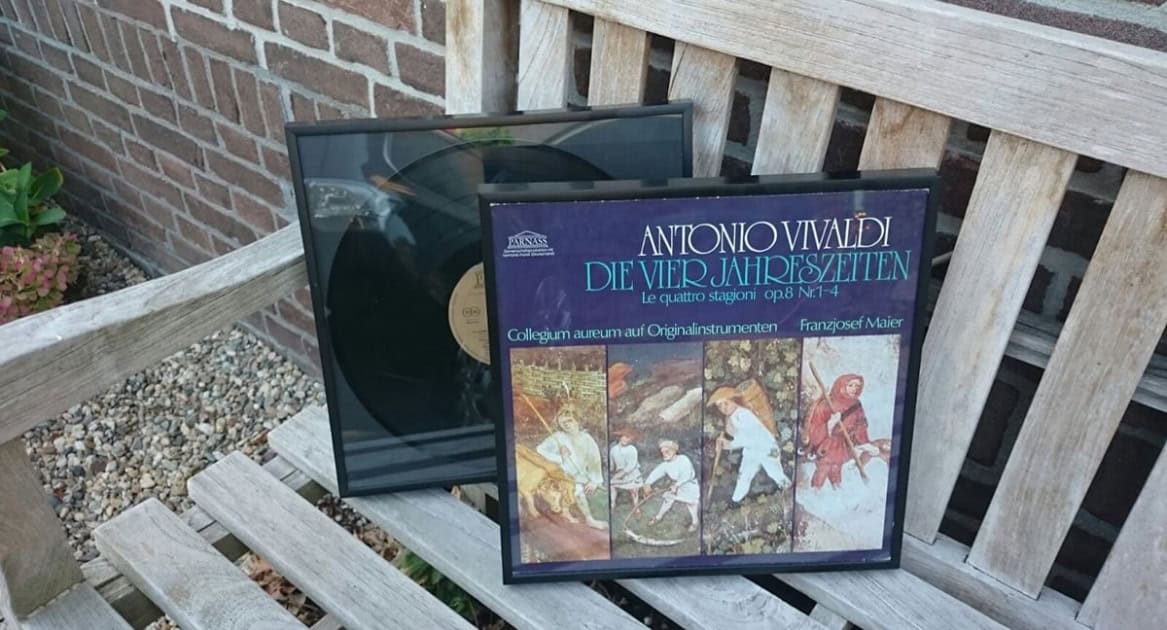 PARNASS
ANTONIO VIVALDI
DIE VIER JAHRESZEITEN
Le quattro stagioni op.8 Nr.1-4
Collegium aureum auf Originalinstrumenten Franzjosef Maier